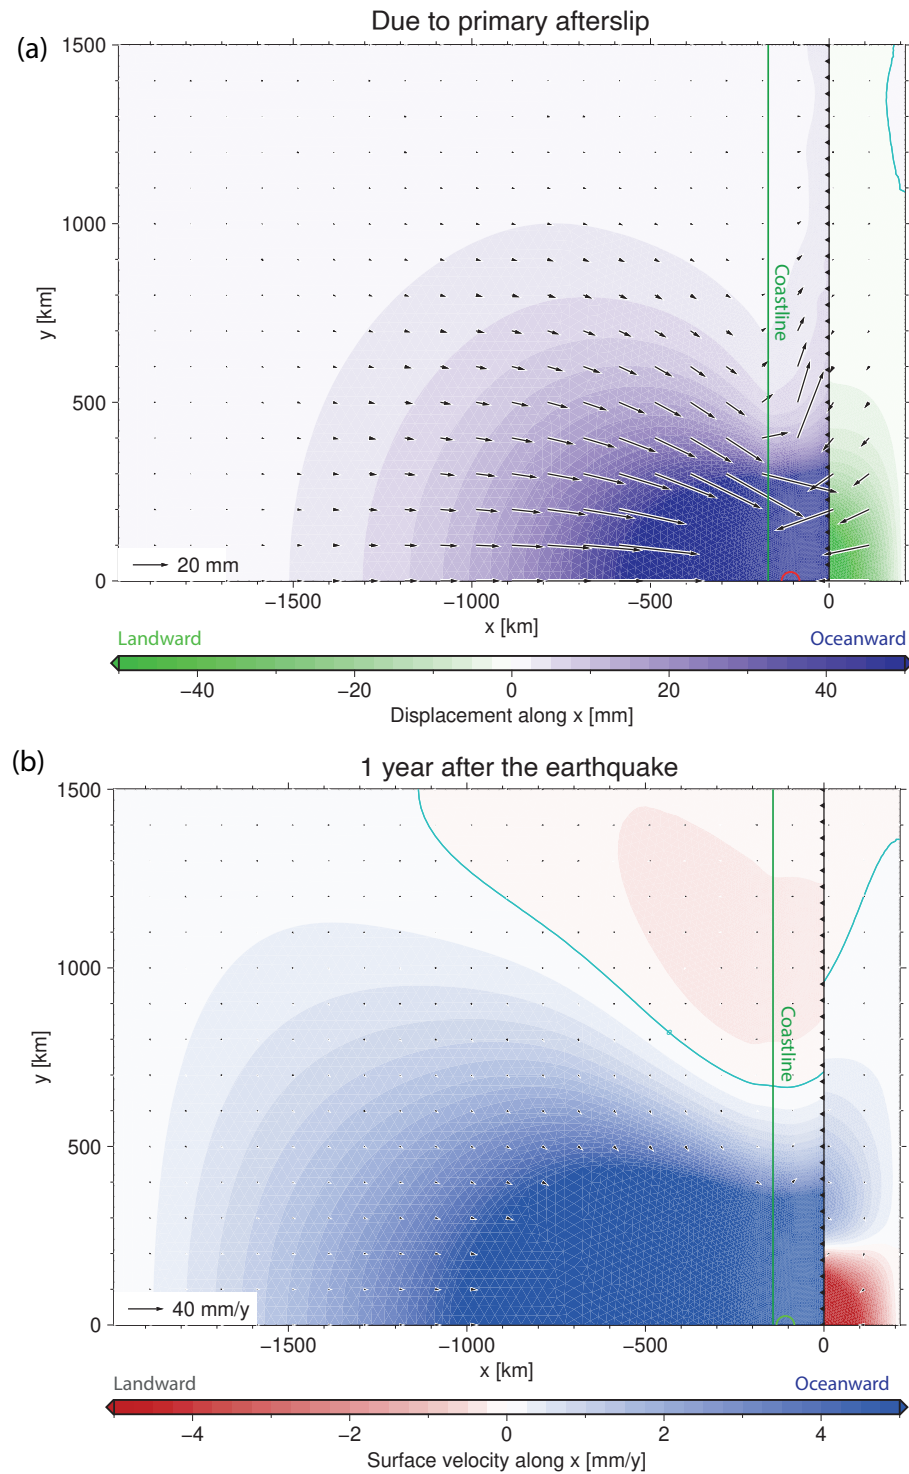 Due to primary afterslip
(a)
1500
1000
500
0
y [km]
Coastline
20 mm
−1500
−1000
−500
0
x [km]
Landward
Oceanward
−40
−20
0
20
40
Displacement along x [mm]
(b)
1 year after the earthquake
1500
1000
500
0
y [km]
Coastline
40 mm/y
−1500
−1000
−500
0
x [km]
Landward
Oceanward
−4
−2
0
2
4
Surface velocity along x [mm/y]